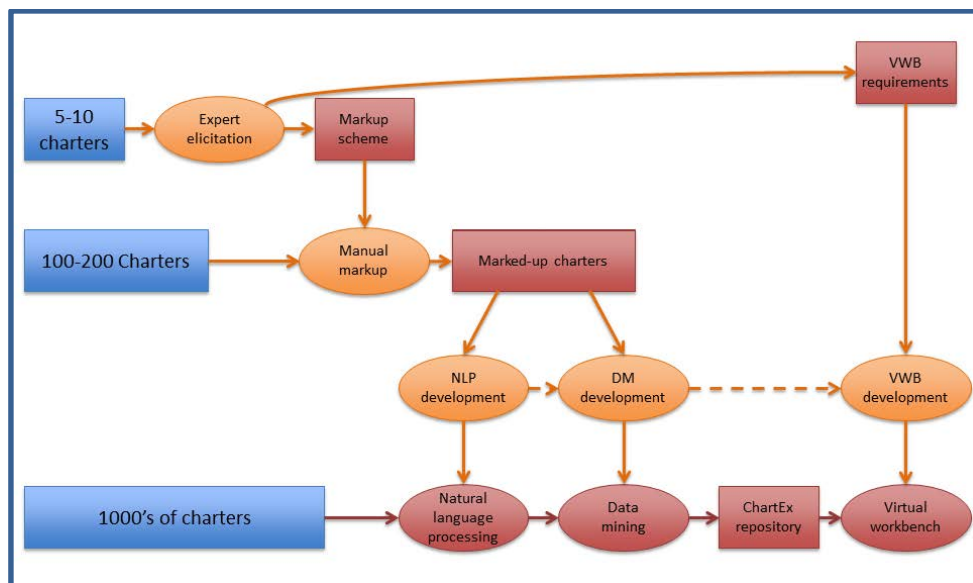 VWB
requirements
5-10
charters
Expert
elicitation
Markup
scheme
100-200 Charters
Manual
markup
Marked-up charters
NLP
development
DM
development
VWB
development
1000's of charters
Natural
language
processing
Data
mining
ChartEx
repository
Virtual
workbench